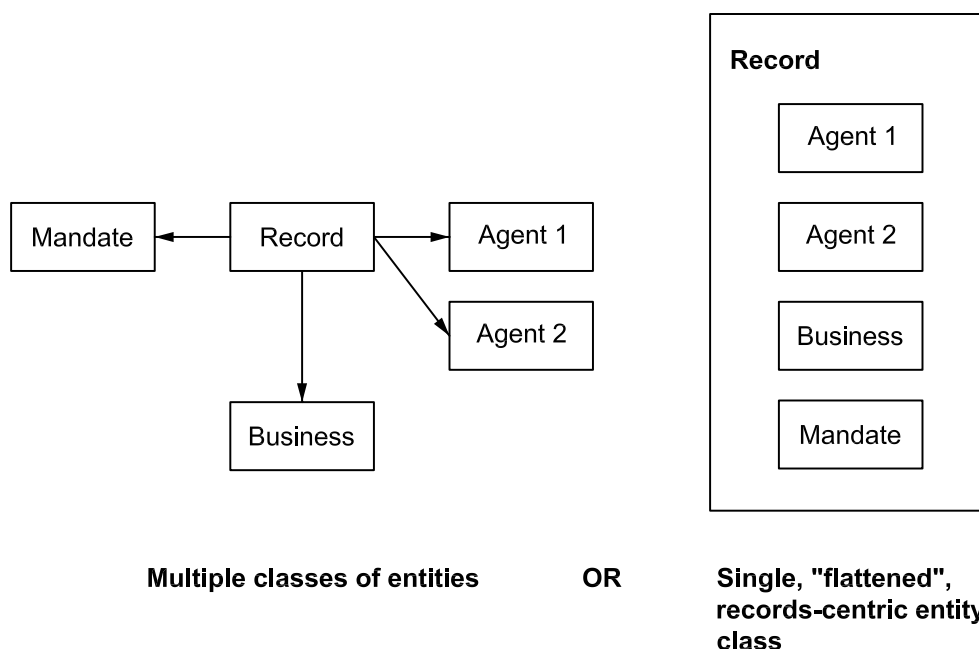 Record
Agent 1
Mandate
Record
Agent 1
Agent 2
Agent 2
Business
Business
Mandate
Multiple classes of entities
OR
Single, "flattened",
records-centric entity
class